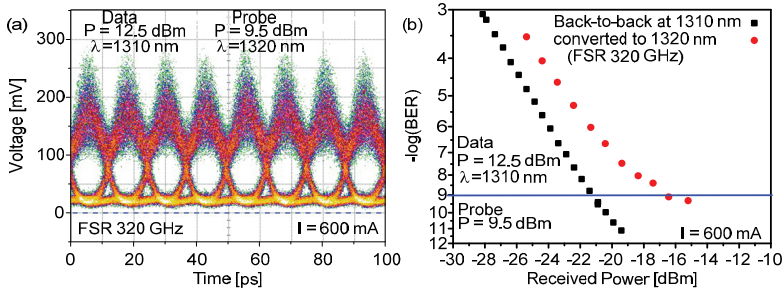 (a)
Data
P = 12.5 dBm
λ=1310 nm
Probe
P = 9.5 dBm
λ=1320 nm
Voltage [mV]
300
250
200
150
100
50
0
FSR 320 GHz
I = 600 mA
0 20 40 60 80 100
Time [ps]
(b)
Back-to-back at 1310 nm
converted to 1320 nm
(FSR 320 GHz)
-log(BER)
3
4
5
6
7
8
9
10
11
12
Data
P = 12.5 dBm
λ=1310 nm
Probe
P = 9.5 dBm
I = 600 mA
-30 -28 -26 -24 -22 -20 -18 -16 -14 -12 -10
Received Power [dBm]